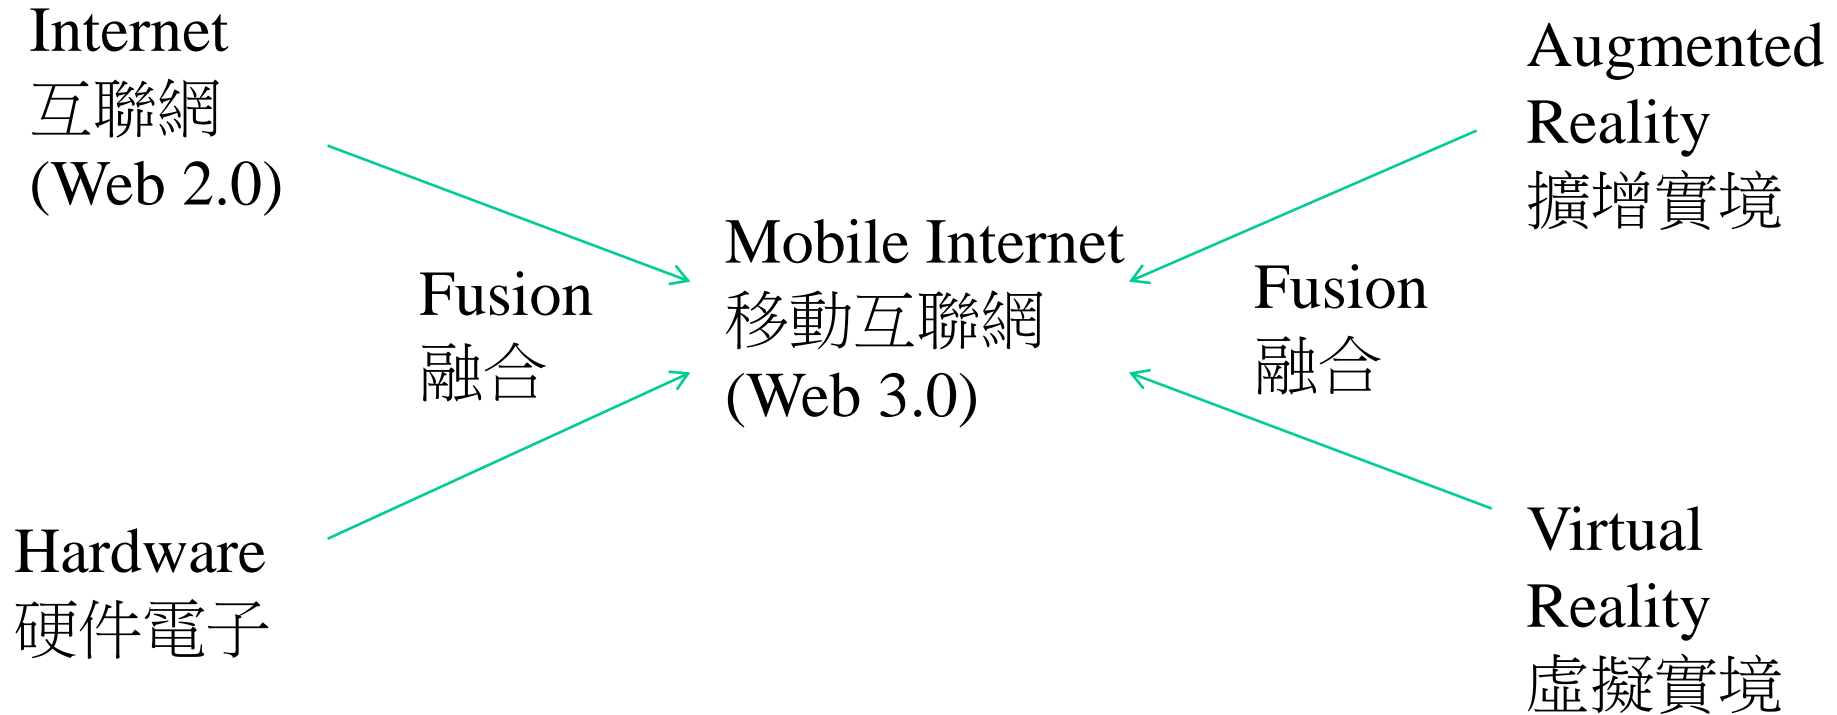 Internet
互聯網
(Web 2.0)
Hardware
硬件電子
Fusion
融合
Mobile Internet
移動互聯網
(Web 3.0)
Fusion
融合
Augmented
Reality
擴增實境
Virtual
Reality
虛擬實境